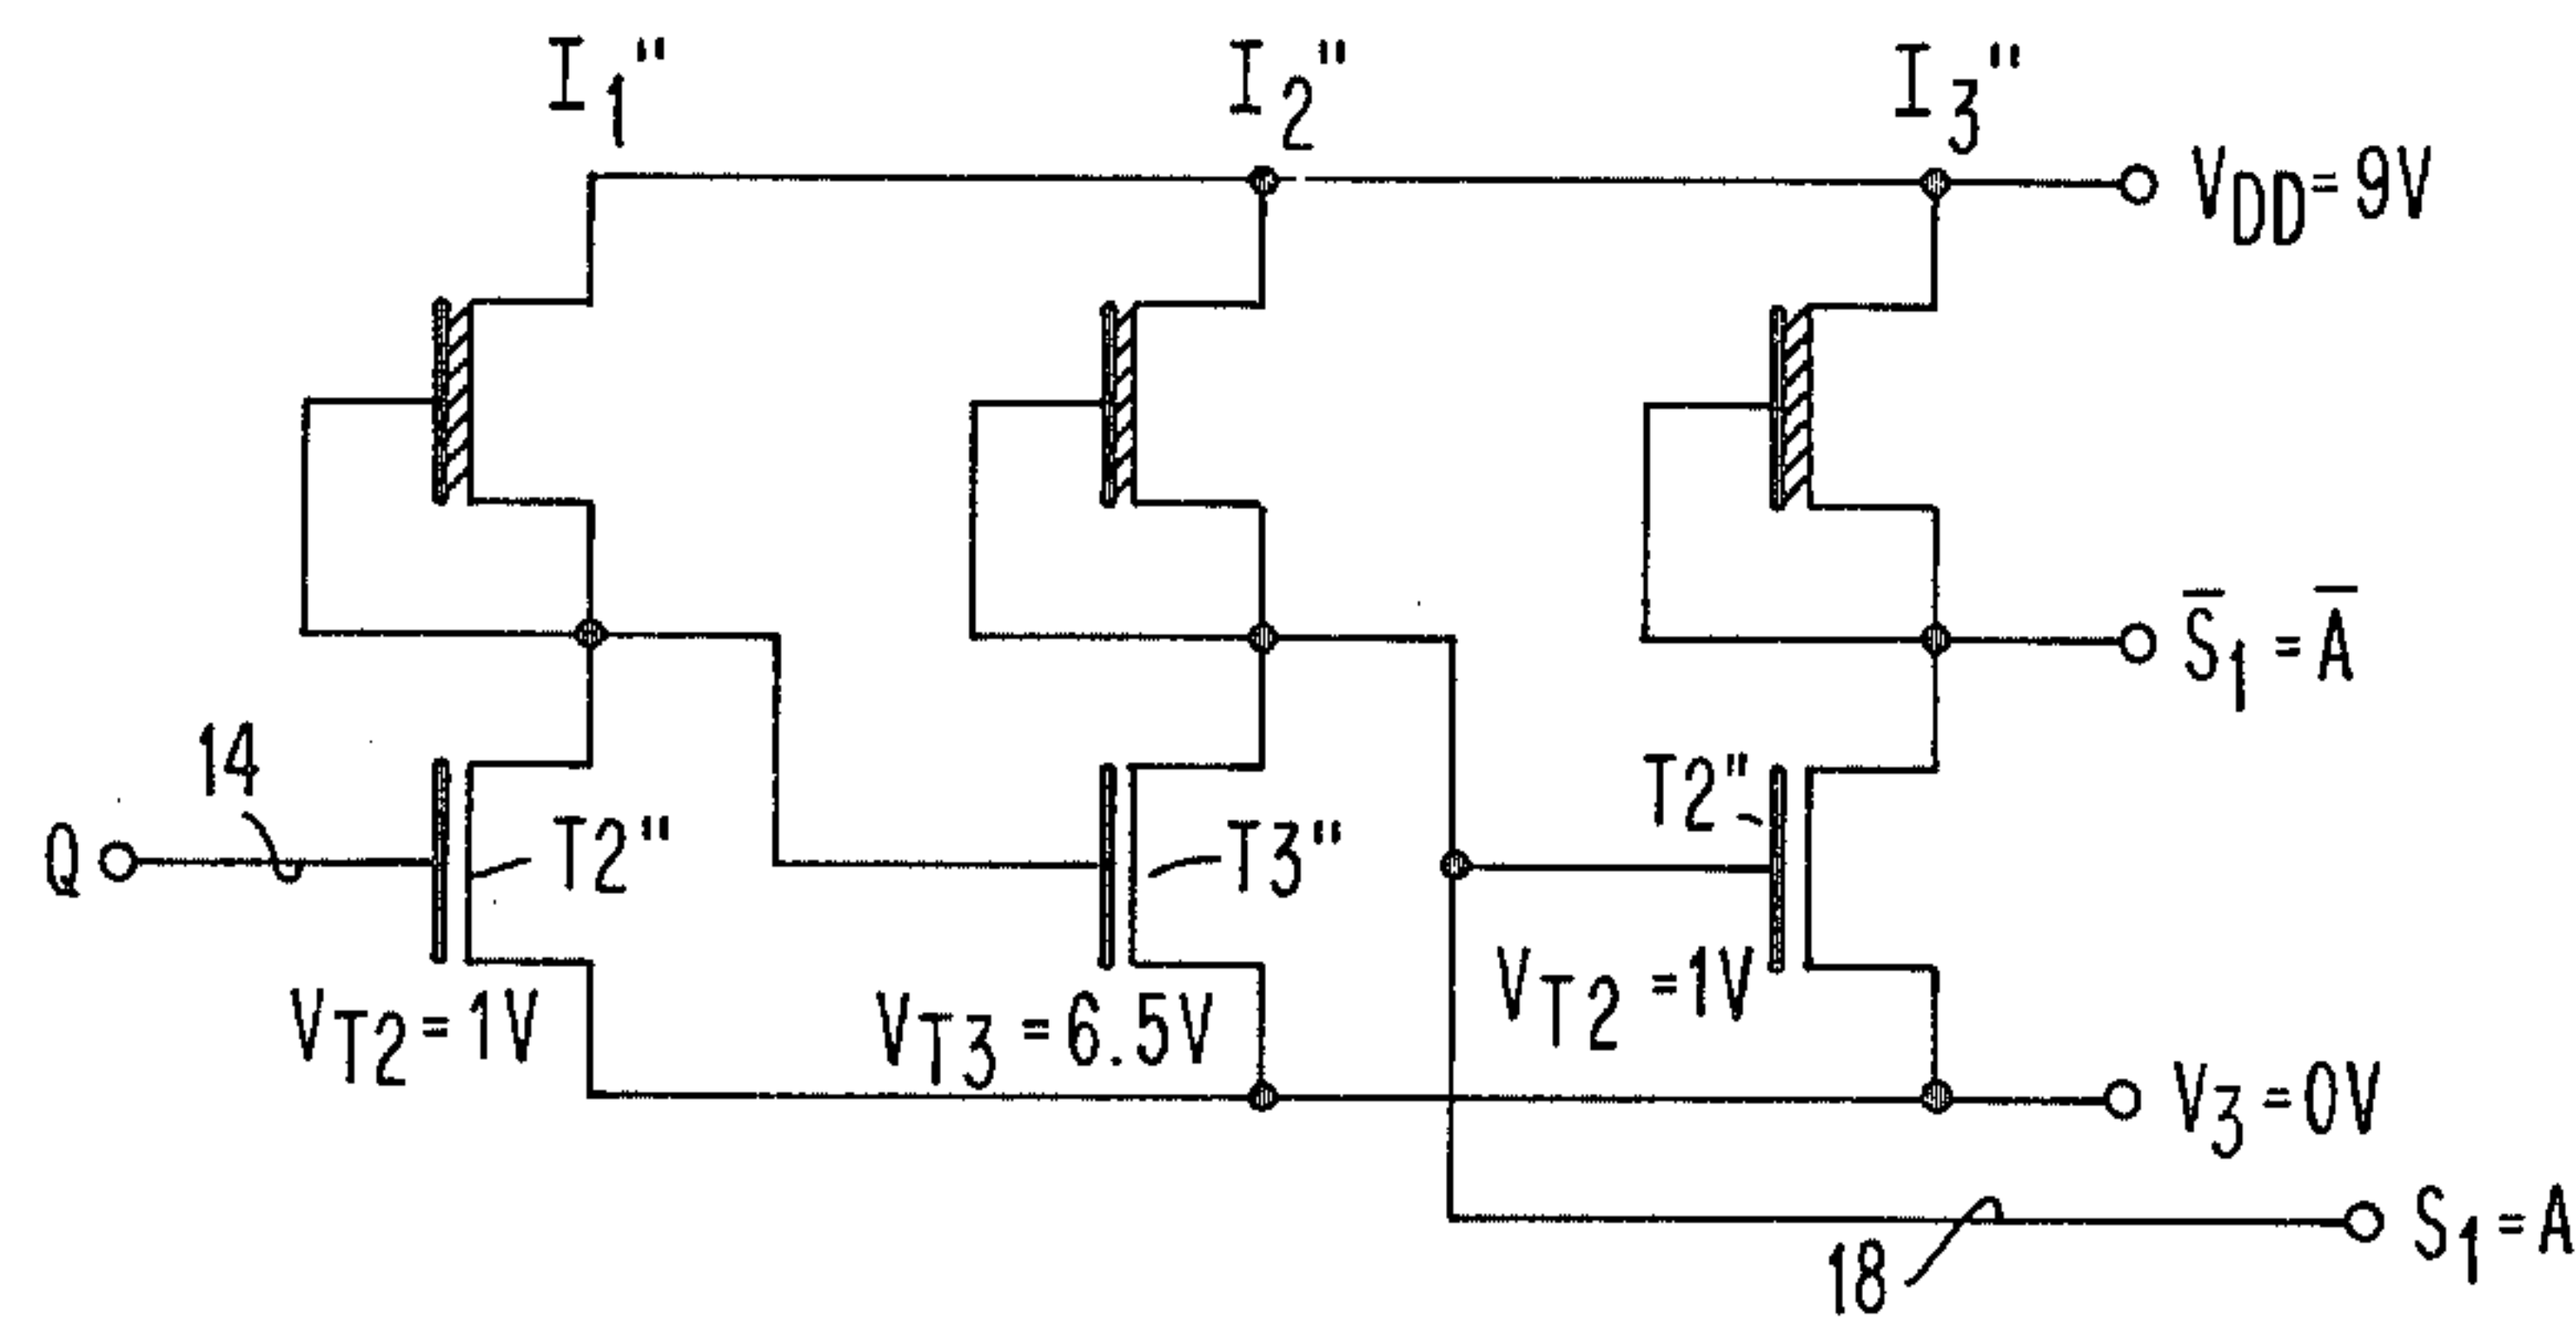 I1"
I2"
I3"
VDD=9V
S̅1=A̅
14
Q
T2"
T3"
T2"
VT2=1V
VT3=6.5V
VT2=1V
V3=0V
S1=A
18